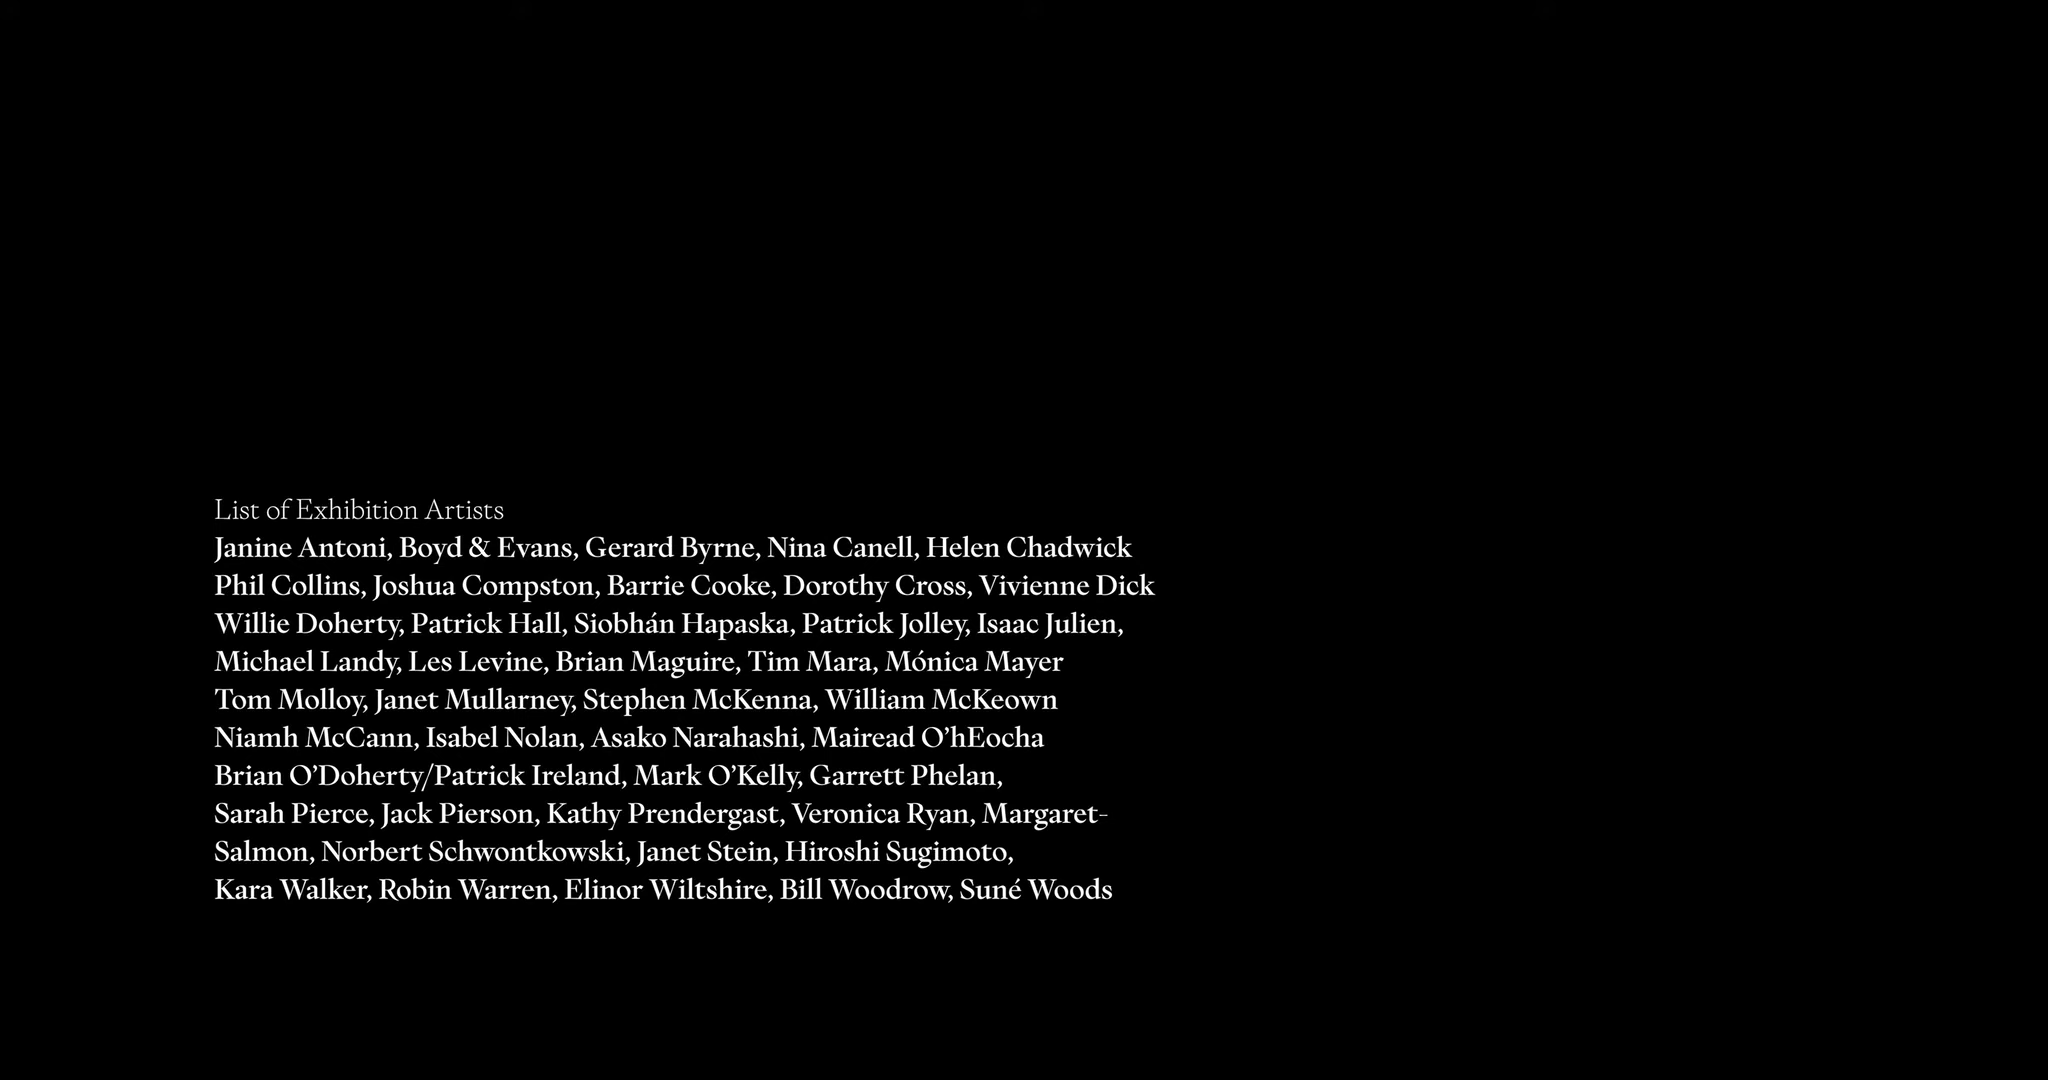 List of Exhibition Artists
Janine Antoni, Boyd & Evans, Gerard Byrne, Nina Canell, Helen Chadwick
Phil Collins, Joshua Compston, Barrie Cooke, Dorothy Cross, Vivienne Dick
Willie Doherty, Patrick Hall, Siobhán Hapaska, Patrick Jolley, Isaac Julien,
Michael Landy, Les Levine, Brian Maguire, Tim Mara, Mónica Mayer
Tom Molloy, Janet Mullarney, Stephen McKenna, William McKeown
Niamh McCann, Isabel Nolan, Asako Narahashi, Mairead O’hEocha
Brian O’Doherty/Patrick Ireland, Mark O’Kelly, Garrett Phelan,
Sarah Pierce, Jack Pierson, Kathy Prendergast, Veronica Ryan, Margaret-
Salmon, Norbert Schwontkowski, Janet Stein, Hiroshi Sugimoto,
Kara Walker, Robin Warren, Elinor Wiltshire, Bill Woodrow, Suné Woods